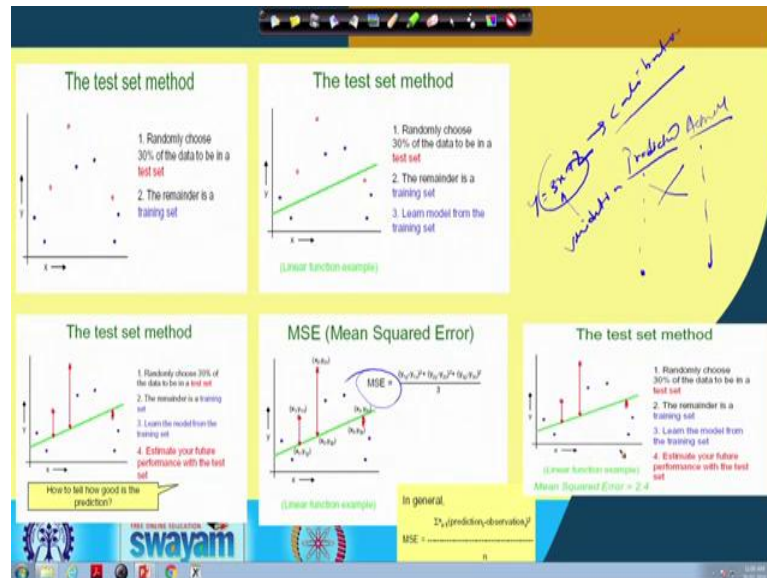 The test set method
y
x
1. Randomly choose
30% of the data to be in a
test set
2. The remainder is a
training set
The test set method
y
x
1. Randomly choose
30% of the data to be in a
test set
2. The remainder is a
training set
3. Learn model from the
training set
(Linear function example)
Calibration
Predicted Actual
validation
The test set method
x
1. Randomly choose 30% of
the data to be in a test set
2. The remainder is a training
set
3. Learn the model from the
training set
4. Estimate your future
performance with the test
set
How to tell how good is the
prediction?
MSE (Mean Squared Error)
MSE =
3
(Linear function example)
In general,
MSE =
n
The test set method
y
x
1. Randomly choose
30% of the data to be in a
test set
2. The remainder is a
training set
3. Learn the model from
the training set
4. Estimate your future
performance with the test
set
(Linear function example)
Mean Squared Error = 2.4
FREE ONLINE EDUCATION
swayam